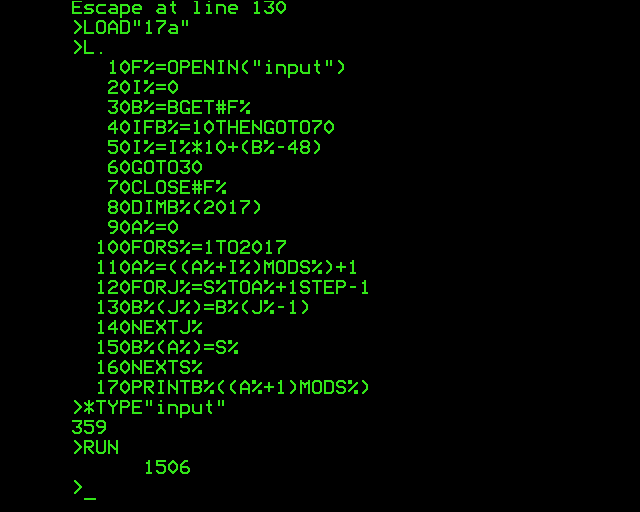 Escape at line 130
>LOAD"17a"
>L.
10F%=OPENIN("input")
20I%=0
30B%=BGET#F%
40IFB%=10THENGOTO70
50I%=I%*10+(B%-48)
60GOTO30
70CLOSE#F%
80DIMB%(2017)
90A%=0
100FORS%=1TO2017
110A%=((A%+I%)MODS%)+1
120FORJ%=S%TOA%+1STEP-1
130B%(J%)=B%(J%-1)
140NEXTJ%
150B%(A%)=S%
160NEXTS%
170PRINTB%((A%+1)MODS%)
>*TYPE"input"
359
>RUN
1506
>_